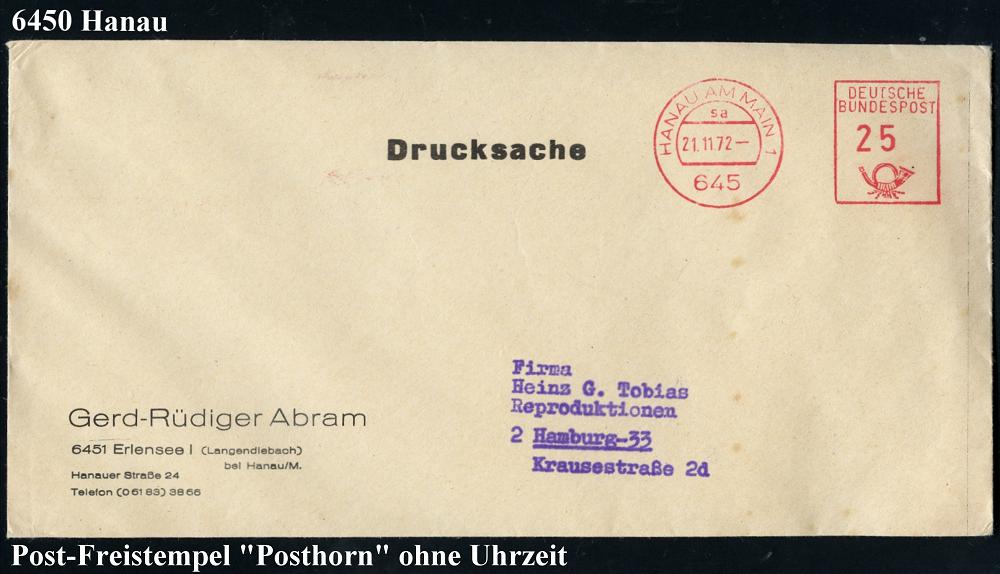 6450 Hanau
HANAU AM MAIN 1
sa
21.11.72—
645
DEUTSCHE
BUNDESPOST
25
Drucksache
Firma
Heinz G. Tobias
Reproduktionen
2 Hamburg-33
Krausestraße 2d
Gerd-Rüdiger Abram
6451 Erlensee I (Langendiebach)
bei Hanau/M.
Hanauer Straße 24
Telefon (06183) 3866
Post-Freistempel "Posthorn" ohne Uhrzeit